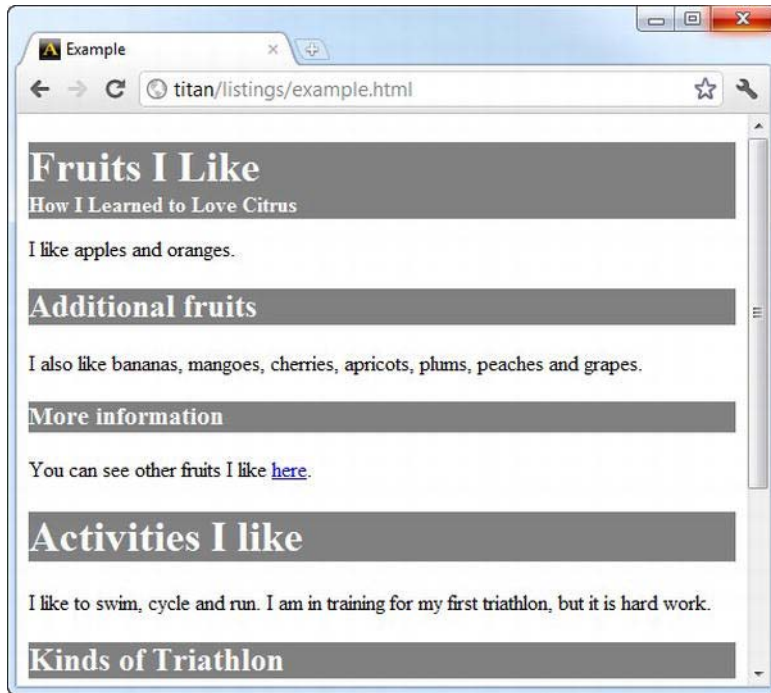 Example
titan/listings/example.html
Fruits I Like
How I Learned to Love Citrus
I like apples and oranges.
Additional fruits
I also like bananas, mangoes, cherries, apricots, plums, peaches and grapes.
More information
You can see other fruits I like here.
Activities I like
I like to swim, cycle and run. I am in training for my first triathlon, but it is hard work.
Kinds of Triathlon